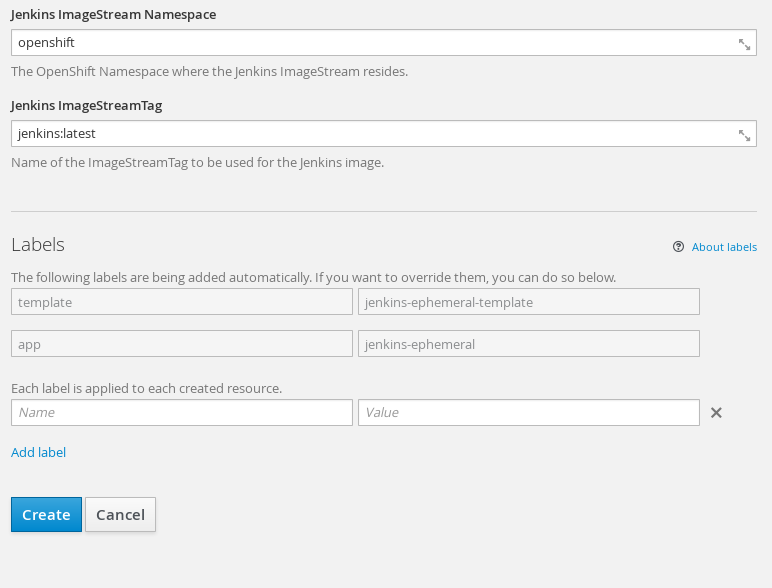 Jenkins ImageStream Namespace
openshift
The OpenShift Namespace where the Jenkins ImageStream resides.
Jenkins ImageStreamTag
jenkins:latest
Name of the ImageStreamTag to be used for the Jenkins image.
Labels
About labels
The following labels are being added automatically. If you want to override them, you can do so below.
template jenkins-ephemeral-template
app jenkins-ephemeral
Each label is applied to each created resource.
Name Value
Add label
Create Cancel